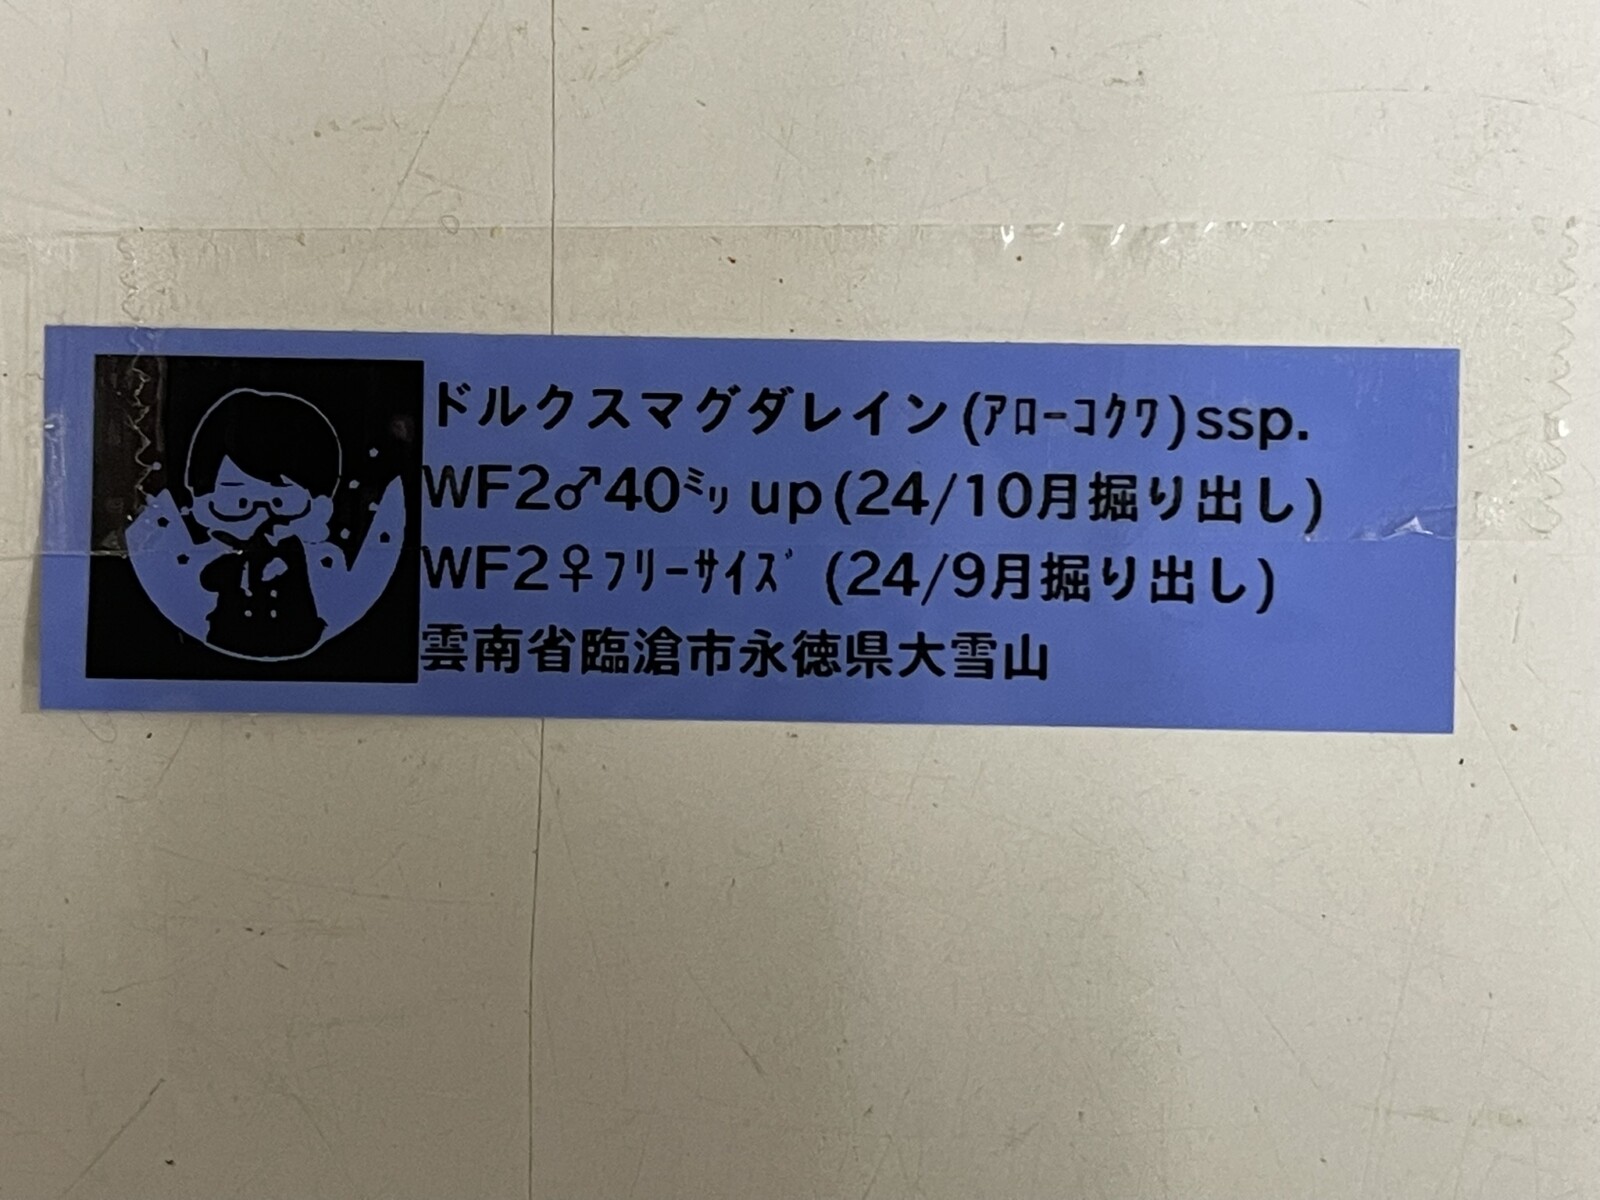 ドルクスマグダレイン(ｱﾛｰｺｸﾜ)ssp.
WF2♂40㍉up(24/10月掘り出し)
WF2♀ﾌﾘｰｻｲｽﾞ(24/9月掘り出し)
雲南省臨滄市永徳県大雪山